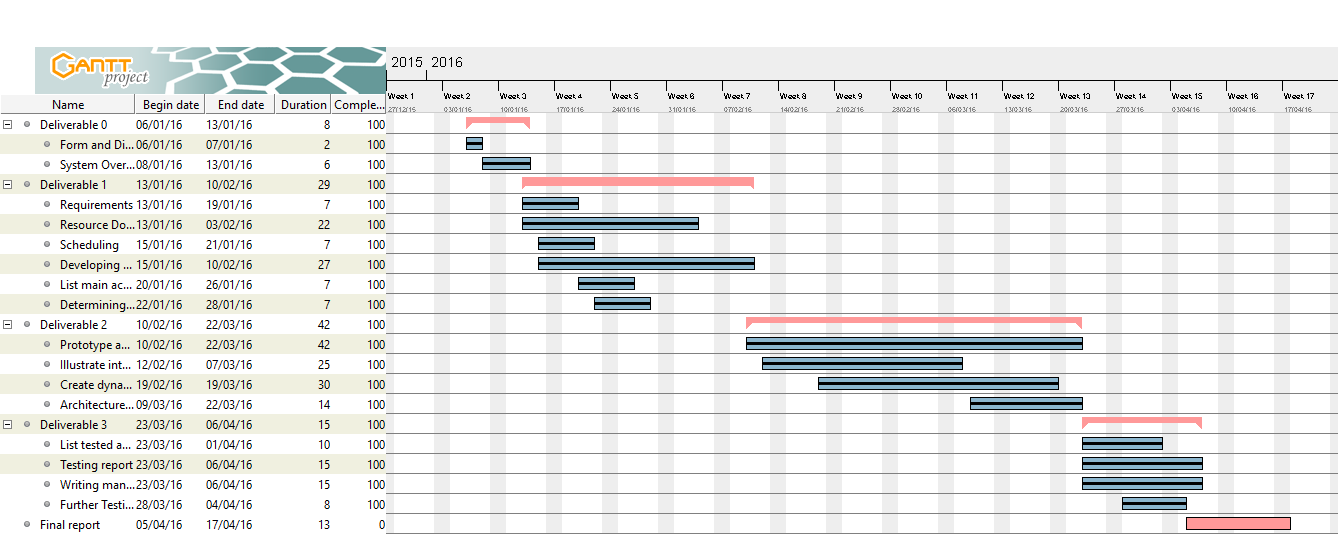 GANTT
project
2015 2016
Week 1 Week 2 Week 3 Week 4 Week 5 Week 6 Week 7 Week 8 Week 9 Week 10 Week 11 Week 12 Week 13 Week 14 Week 15 Week 16 Week 17
Name Begin date End date Duration Comple...
27/12/15 03/01/16 10/01/16 17/01/16 24/01/16 31/01/16 07/02/16 14/02/16 21/02/16 28/02/16 06/03/16 13/03/16 20/03/16 27/03/16 03/04/16 10/04/16 17/04/16
Deliverable 0 06/01/16 13/01/16 8 100
Form and Di... 06/01/16 07/01/16 2 100
System Over... 08/01/16 13/01/16 6 100
Deliverable 1 13/01/16 10/02/16 29 100
Requirements 13/01/16 19/01/16 7 100
Resource Do... 13/01/16 03/02/16 22 100
Scheduling 15/01/16 21/01/16 7 100
Developing ... 15/01/16 10/02/16 27 100
List main ac... 20/01/16 26/01/16 7 100
Determining... 22/01/16 28/01/16 7 100
Deliverable 2 10/02/16 22/03/16 42 100
Prototype a... 10/02/16 22/03/16 42 100
Illustrate int... 12/02/16 07/03/16 25 100
Create dyna... 19/02/16 19/03/16 30 100
Architecture... 09/03/16 22/03/16 14 100
Deliverable 3 23/03/16 06/04/16 15 100
List tested a... 23/03/16 01/04/16 10 100
Testing report 23/03/16 06/04/16 15 100
Writing man... 23/03/16 06/04/16 15 100
Further Testi... 28/03/16 04/04/16 8 100
Final report 05/04/16 17/04/16 13 0